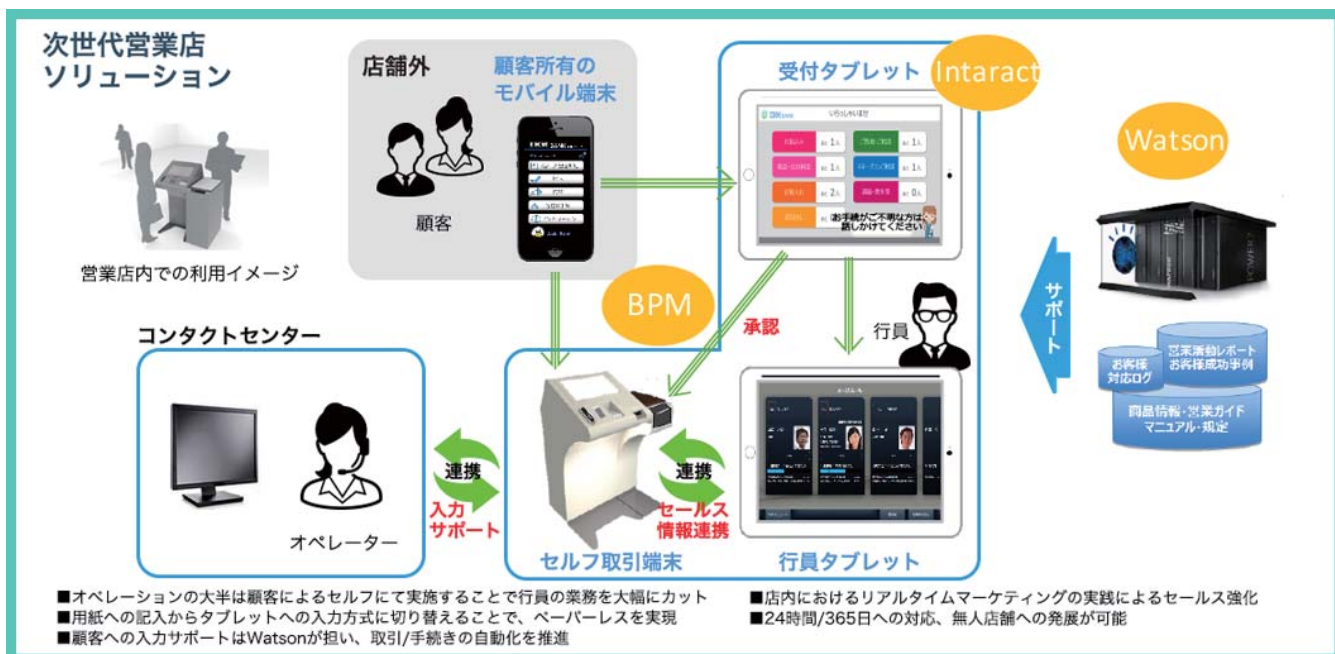 次世代営業店
ソリューション
営業店内での利用イメージ
店舗外
顧客所有の
モバイル端末
顧客
受付タブレット
Intaract
いらっしゃいませ
1人
1人
1人
1人
2人
0人
お手続がご不明な方は
話しかけてください
Watson
サポート
お客様
対応ログ
営業活動レポート
お客様成功事例
商品情報・営業ガイド
マニュアル・規定
BPM
承認
行員
コンタクトセンター
オペレーター
連携
入力
サポート
連携
セールス
情報連携
セルフ取引端末
行員タブレット
■オペレーションの大半は顧客によるセルフにて実施することで行員の業務を大幅にカット
■用紙への記入からタブレットへの入力方式に切り替えることで、ペーパーレスを実現
■顧客への入力サポートはWatsonが担い、取引/手続きの自動化を推進
■店内におけるリアルタイムマーケティングの実践によるセールス強化
■24時間/365日への対応、無人店舗への発展が可能